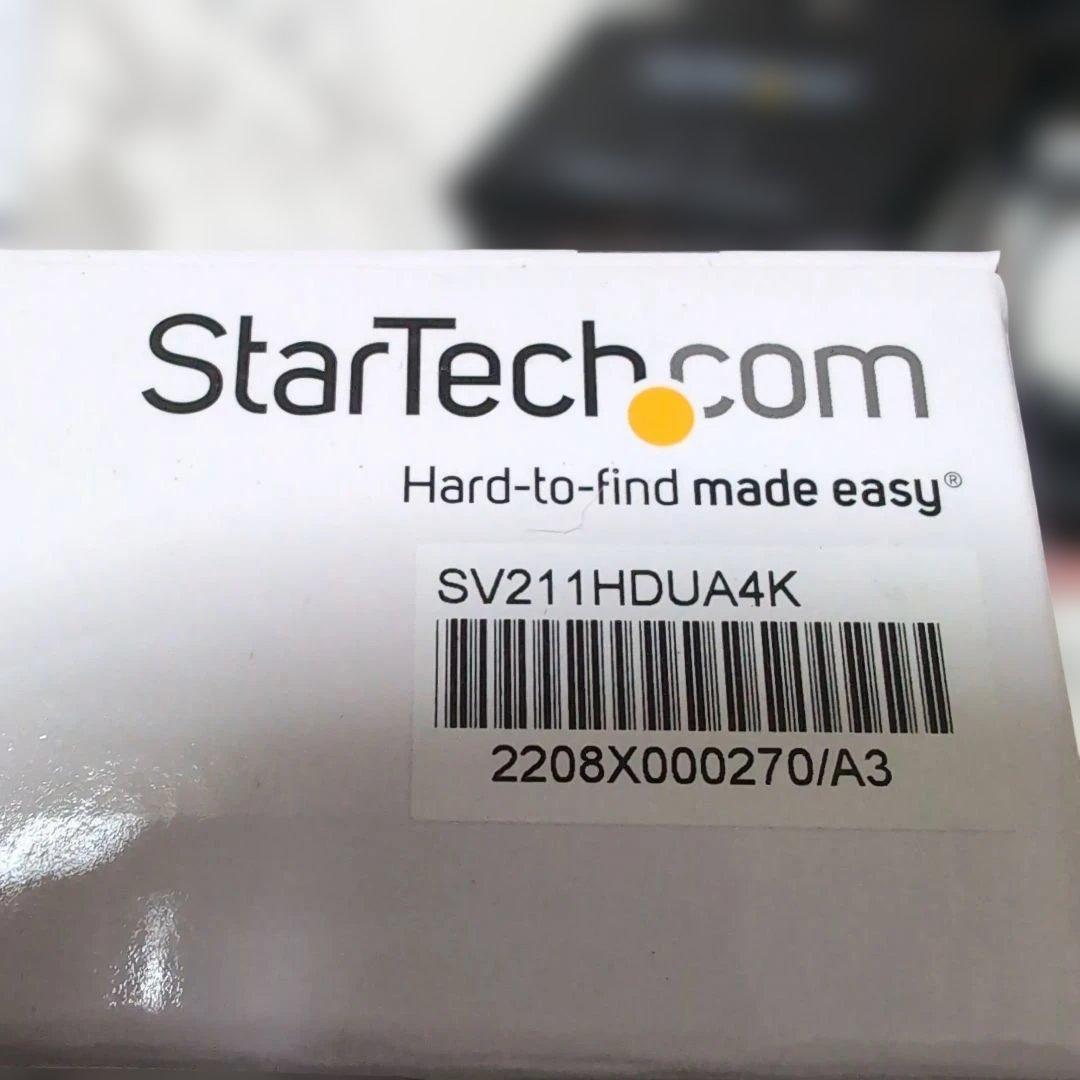 StarTech.com
Hard-to-find made easy®
SV211HDUA4K
2208X000270/A3